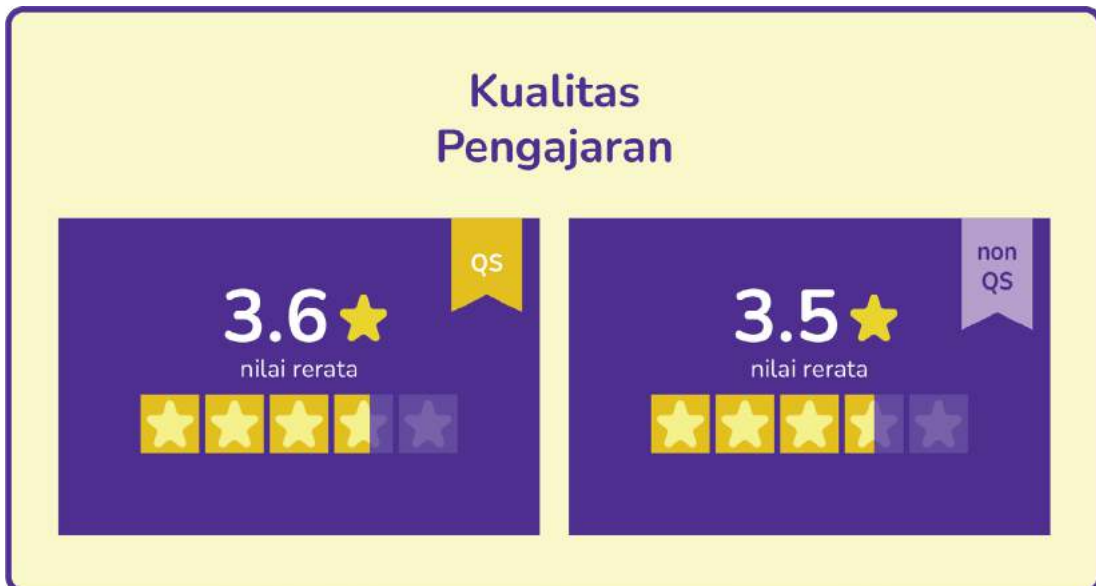 Kualitas
Pengajaran
QS
3.6
nilai rerata
non
QS
3.5
nilai rerata